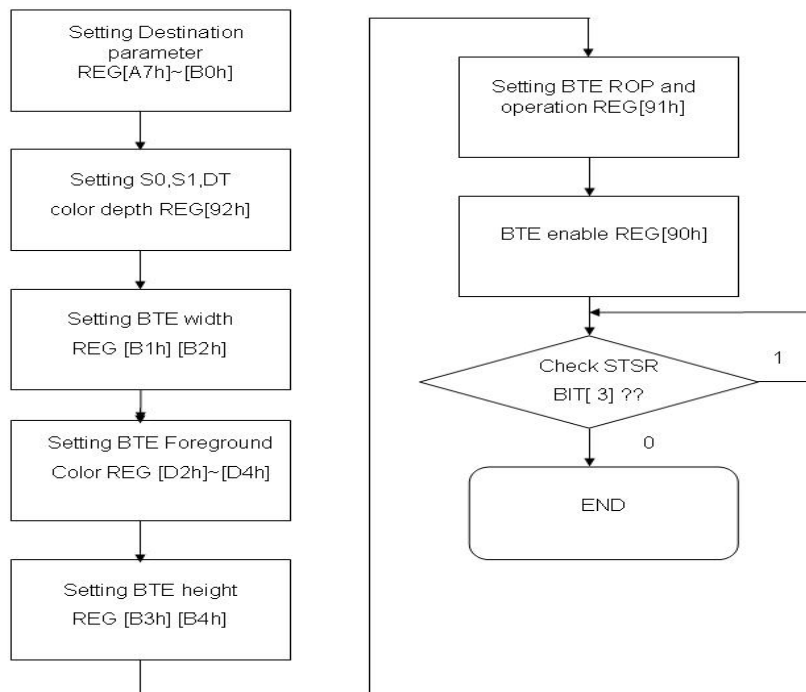 Setting Destination
parameter
REG[A7h]~[B0h]
Setting S0,S1,DT
color depth REG[92h]
Setting BTE width
REG [B1h] [B2h]
Setting BTE Foreground
Color REG [D2h]~[D4h]
Setting BTE height
REG [B3h] [B4h]
Setting BTE ROP and
operation REG[91h]
BTE enable REG[90h]
Check STSR
BIT[ 3] ??
1
0
END